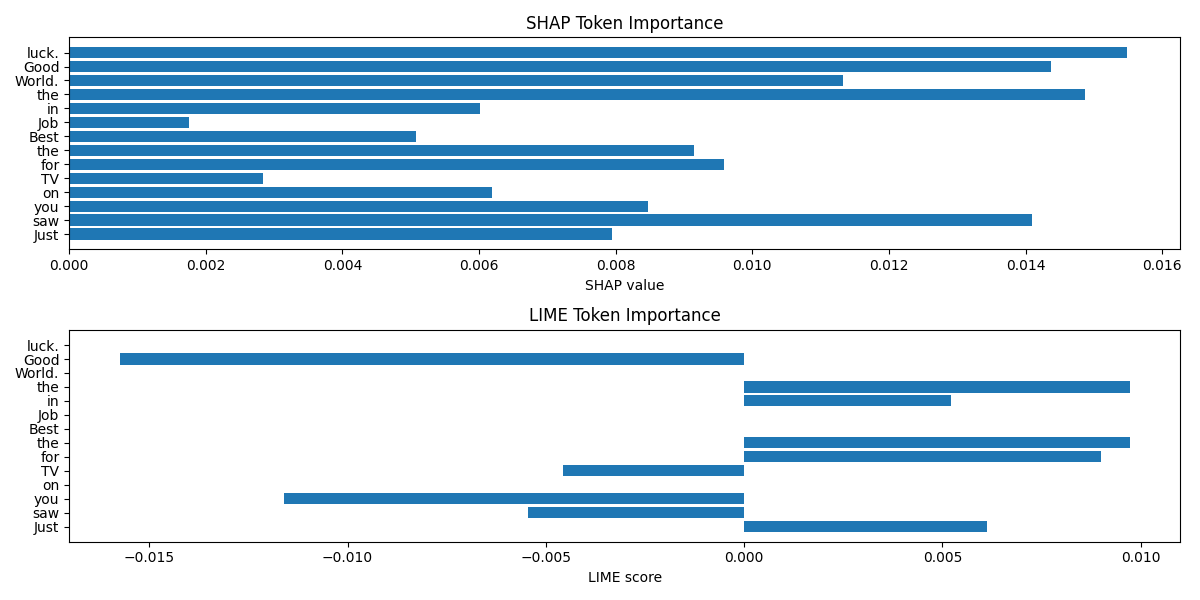 SHAP Token Importance
luck.
Good
World.
the
in
Job
Best
the
for
TV
on
you
saw
Just
0.000 0.002 0.004 0.006 0.008 0.010 0.012 0.014 0.016
SHAP value
LIME Token Importance
luck.
Good
World.
the
in
Job
Best
the
for
TV
on
you
saw
Just
−0.015 −0.010 −0.005 0.000 0.005 0.010
LIME score